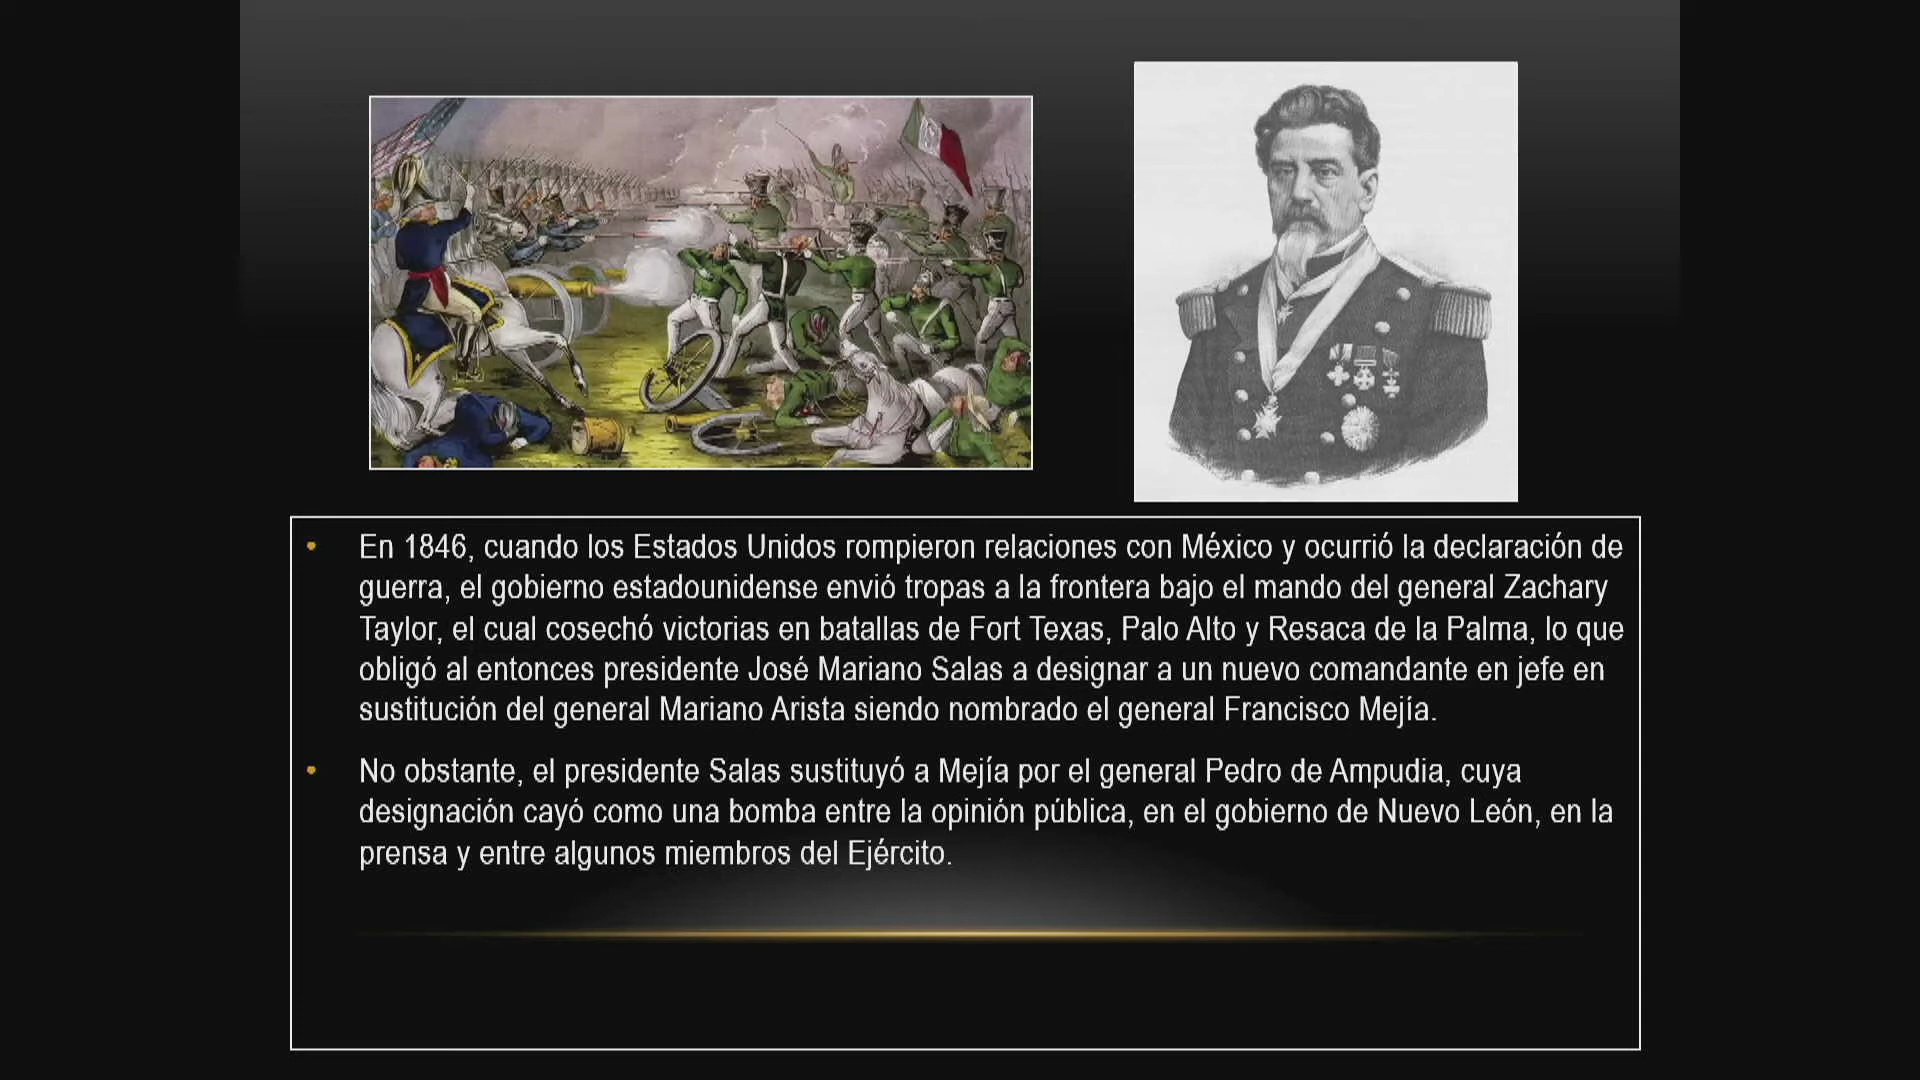 • En 1846, cuando los Estados Unidos rompieron relaciones con México y ocurrió la declaración de
guerra, el gobierno estadounidense envió tropas a la frontera bajo el mando del general Zachary
Taylor, el cual cosechó victorias en batallas de Fort Texas, Palo Alto y Resaca de la Palma, lo que
obligó al entonces presidente José Mariano Salas a designar a un nuevo comandante en jefe en
sustitución del general Mariano Arista siendo nombrado el general Francisco Mejía.
• No obstante, el presidente Salas sustituyó a Mejía por el general Pedro de Ampudia, cuya
designación cayó como una bomba entre la opinión pública, en el gobierno de Nuevo León, en la
prensa y entre algunos miembros del Ejército.